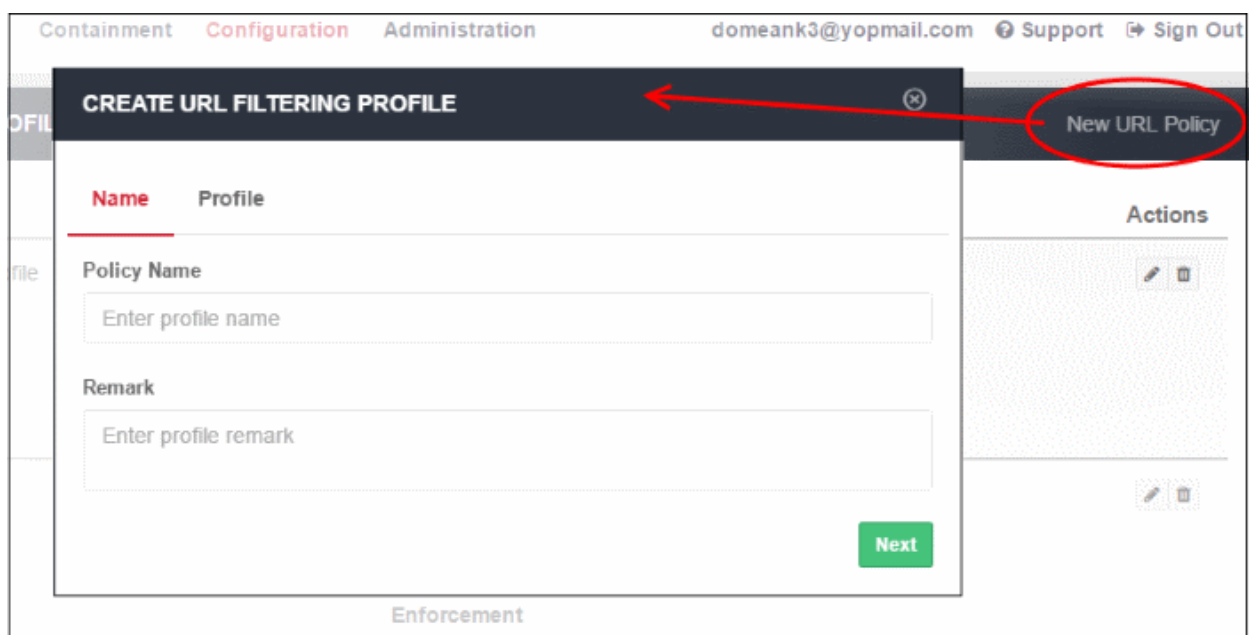 Containment Configuration Administration domeank3@yopmail.com Support Sign Out
CREATE URL FILTERING PROFILE
New URL Policy
Name Profile
Actions
Policy Name
Enter profile name
Remark
Enter profile remark
Next
Enforcement